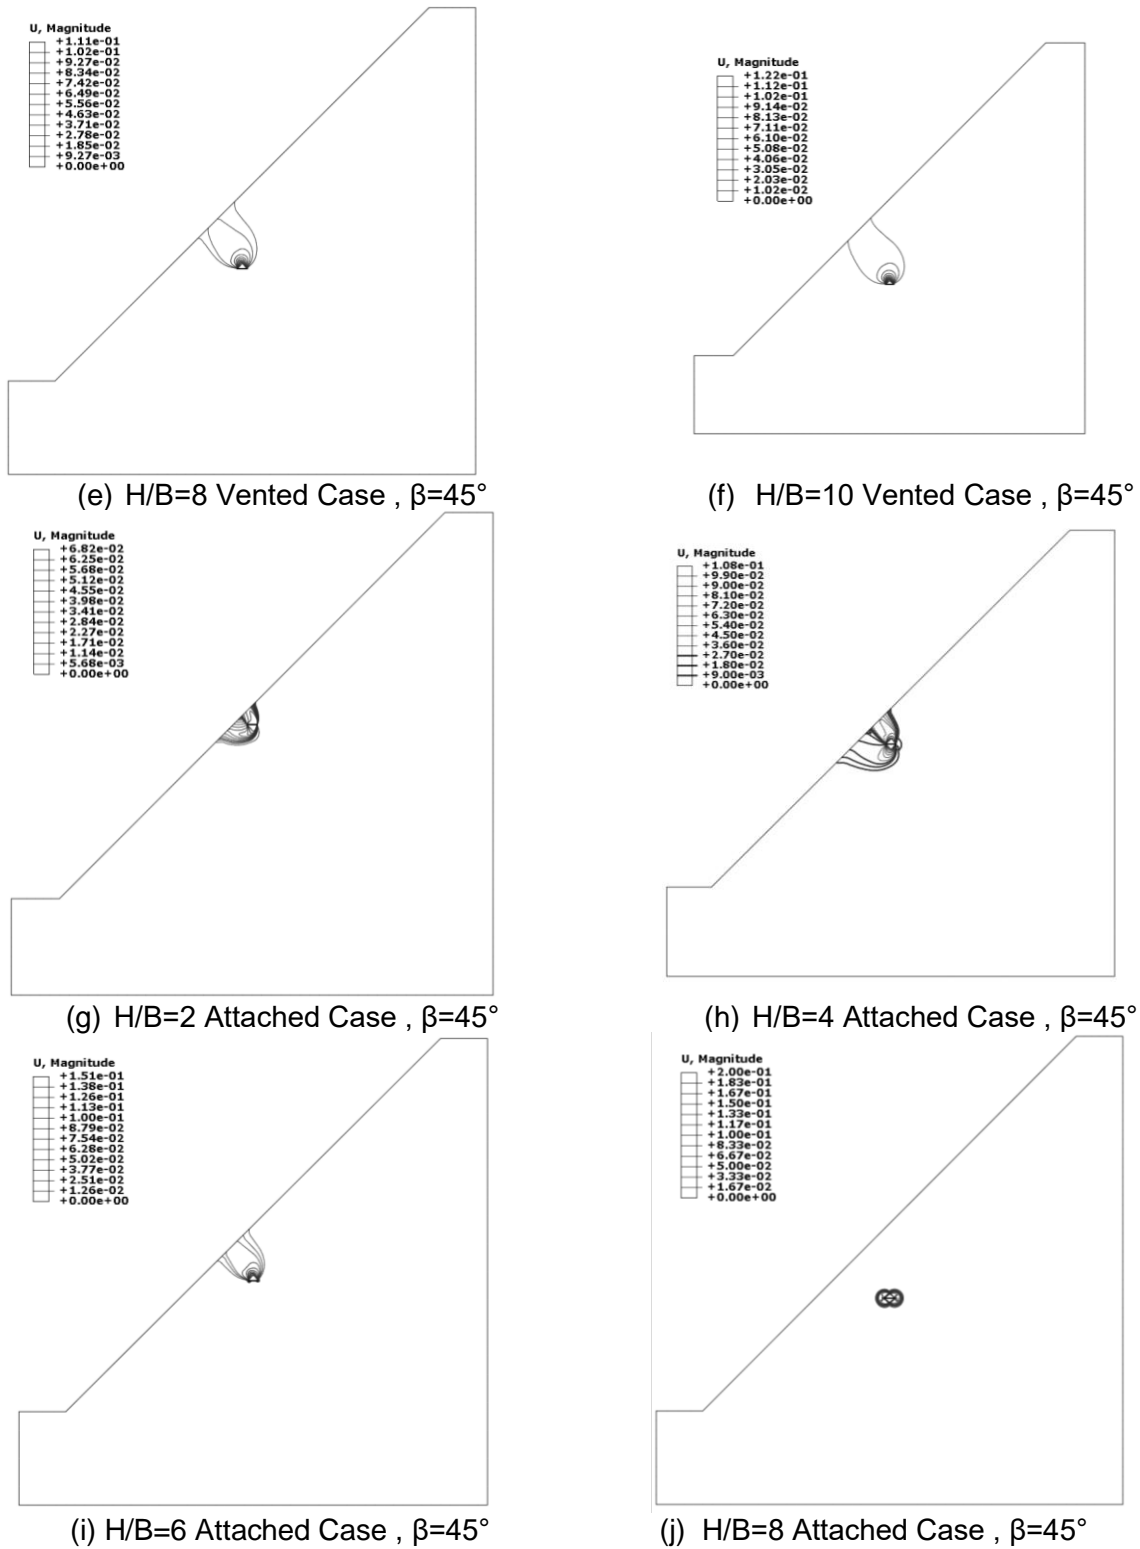 U, Magnitude
+1.11e-01
+1.02e-01
+9.27e-02
+8.34e-02
+7.42e-02
+6.49e-02
+5.56e-02
+4.63e-02
+3.71e-02
+2.78e-02
+1.85e-02
+9.27e-03
+0.00e+00
U, Magnitude
+1.22e-01
+1.12e-01
+1.02e-01
+9.14e-02
+8.13e-02
+7.11e-02
+6.10e-02
+5.08e-02
+4.06e-02
+3.05e-02
+2.03e-02
+1.02e-02
+0.00e+00
(e) H/B=8 Vented Case , β=45°
(f) H/B=10 Vented Case , β=45°
U, Magnitude
+6.82e-02
+6.25e-02
+5.68e-02
+5.12e-02
+4.55e-02
+3.98e-02
+3.41e-02
+2.84e-02
+2.27e-02
+1.71e-02
+1.14e-02
+5.68e-03
+0.00e+00
U, Magnitude
+1.08e-01
+9.90e-02
+9.00e-02
+8.10e-02
+7.20e-02
+6.30e-02
+5.40e-02
+4.50e-02
+3.60e-02
+2.70e-02
+1.80e-02
+9.00e-03
+0.00e+00
(g) H/B=2 Attached Case , β=45°
(h) H/B=4 Attached Case , β=45°
U, Magnitude
+1.51e-01
+1.38e-01
+1.26e-01
+1.13e-01
+1.00e-01
+8.79e-02
+7.54e-02
+6.28e-02
+5.02e-02
+3.77e-02
+2.51e-02
+1.26e-02
+0.00e+00
U, Magnitude
+2.00e-01
+1.83e-01
+1.67e-01
+1.50e-01
+1.33e-01
+1.17e-01
+1.00e-01
+8.33e-02
+6.67e-02
+5.00e-02
+3.33e-02
+1.67e-02
+0.00e+00
(i) H/B=6 Attached Case , β=45°
(j) H/B=8 Attached Case , β=45°